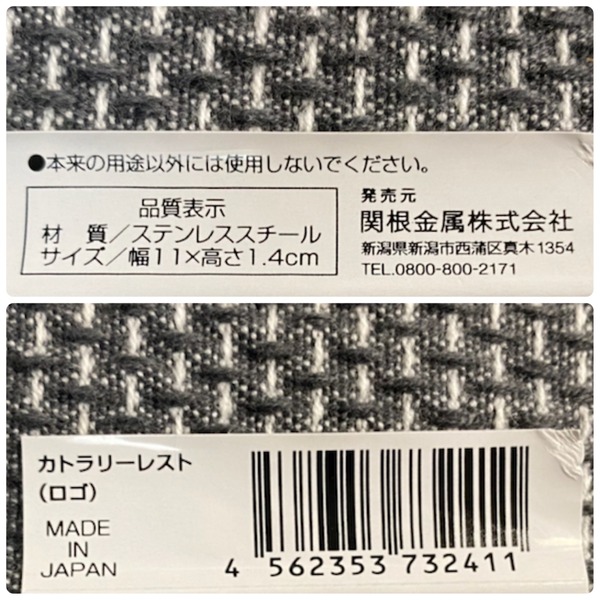 ●本来の用途以外には使用しないでください。
品質表示
材　質／ステンレススチール
サイズ／幅11×高さ1.4cm
発売元
関根金属株式会社
新潟県新潟市西蒲区真木1354
TEL.0800-800-2171
カトラリーレスト
（ロゴ）
MADE
IN
JAPAN
4 562353 732411